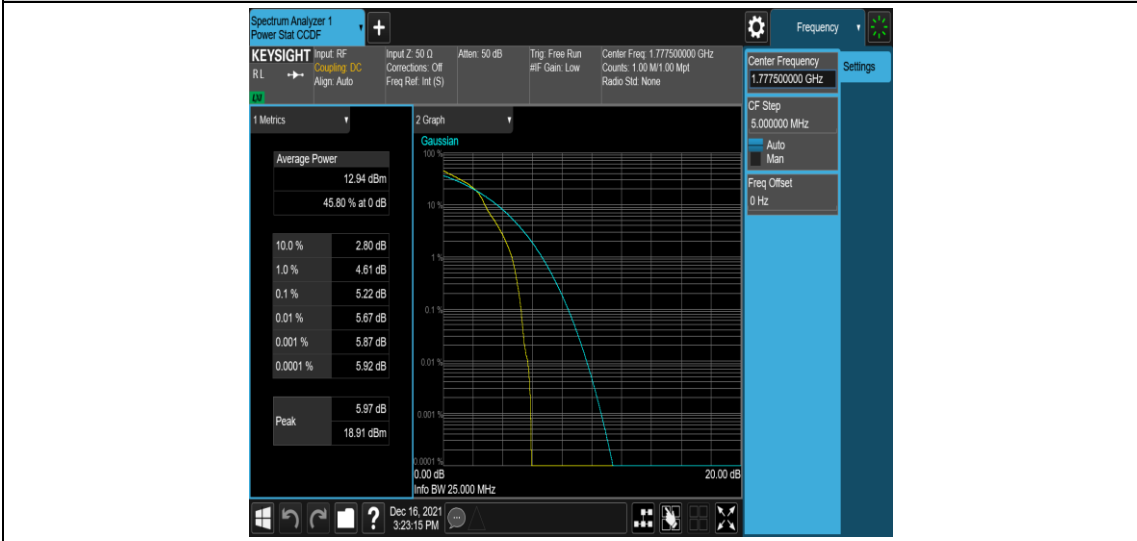 Spectrum Analyzer 1
Power Stat CCDF
+
Frequency
KEYSIGHT Input: RF Input Z: 50 Ω Atten: 50 dB Trig: Free Run Center Freq: 1.777500000 GHz
R L Coupling: DC Corrections: Off #IF Gain: Low Counts: 1.00 M/1.00 Mpt
Align: Auto Freq Ref: Int (S) Radio Std: None
Center Frequency
1.777500000 GHz
Settings
CF Step
5.000000 MHz
Auto
Man
Freq Offset
0 Hz
1 Metrics
Average Power
12.94 dBm
45.80 % at 0 dB
10.0 % 2.80 dB
1.0 % 4.61 dB
0.1 % 5.22 dB
0.01 % 5.67 dB
0.001 % 5.87 dB
0.0001 % 5.92 dB
Peak 5.97 dB
18.91 dBm
2 Graph
Gaussian
100 %
10 %
1 %
0.1 %
0.01 %
0.001 %
0.0001 %
0.00 dB 20.00 dB
Info BW 25.000 MHz
? Dec 16, 2021
3:23:15 PM